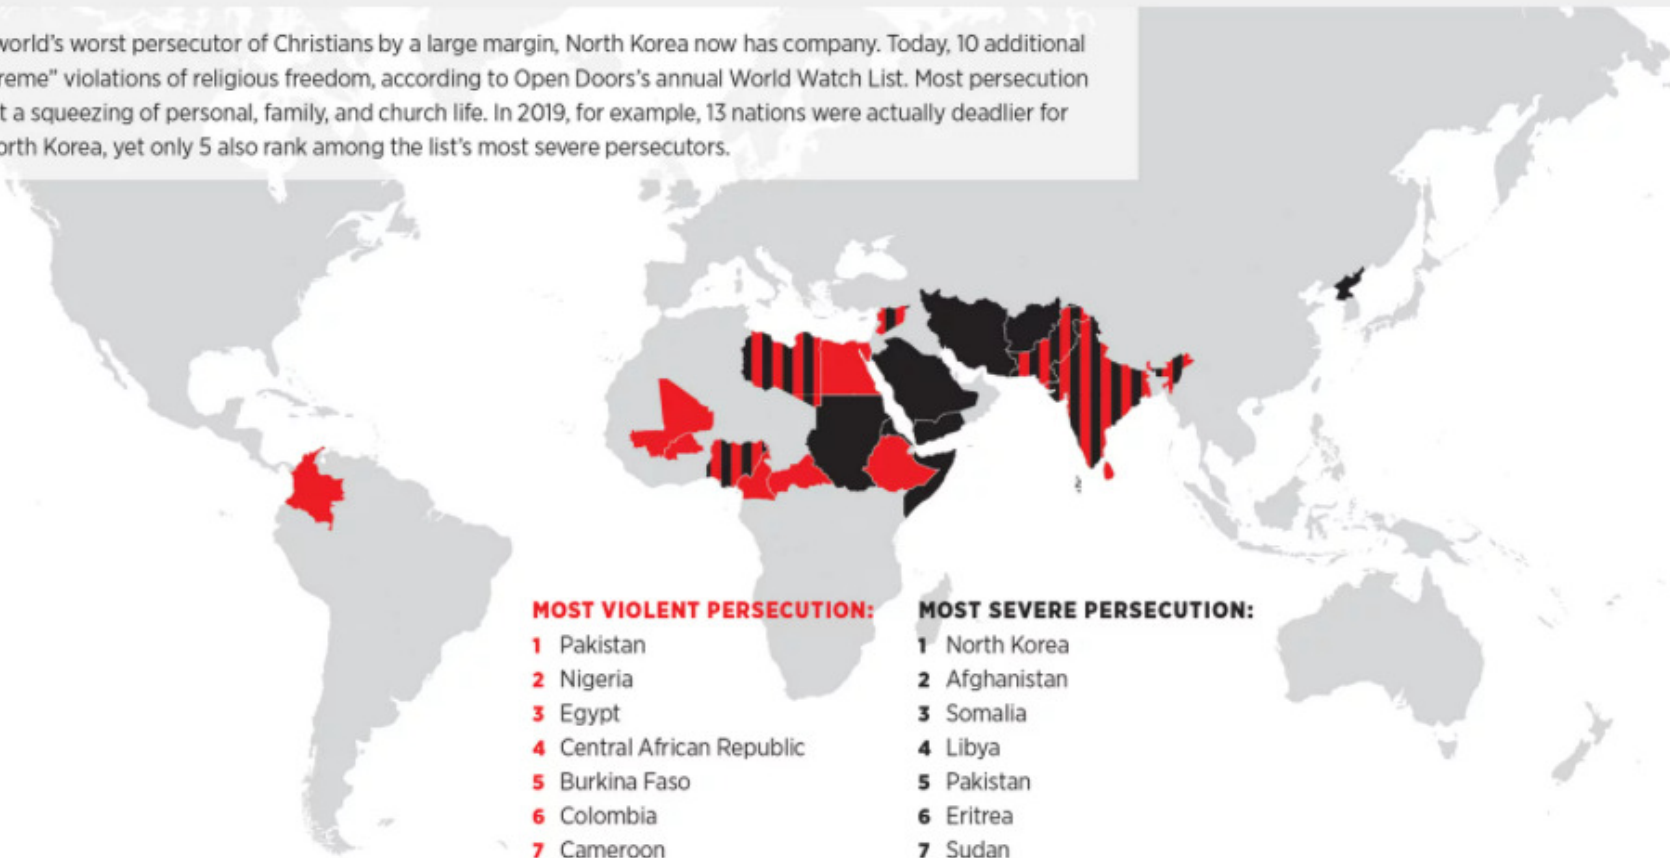 world's worst persecutor of Christians by a large margin, North Korea now has company. Today, 10 additional
reme" violations of religious freedom, according to Open Doors's annual World Watch List. Most persecution
t a squeezing of personal, family, and church life. In 2019, for example, 13 nations were actually deadlier for
orth Korea, yet only 5 also rank among the list's most severe persecutors.
MOST VIOLENT PERSECUTION:
1 Pakistan
2 Nigeria
3 Egypt
4 Central African Republic
5 Burkina Faso
6 Colombia
7 Cameroon
MOST SEVERE PERSECUTION:
1 North Korea
2 Afghanistan
3 Somalia
4 Libya
5 Pakistan
6 Eritrea
7 Sudan